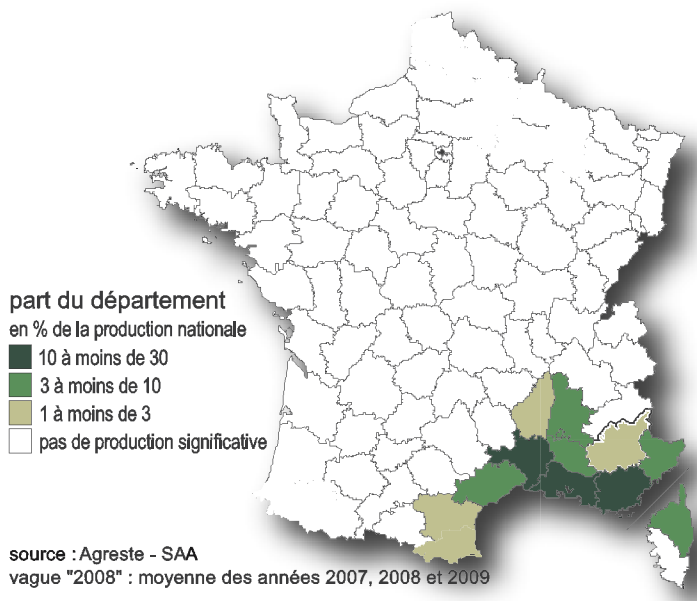 part du département
en % de la production nationale
10 à moins de 30
3 à moins de 10
1 à moins de 3
pas de production significative
source : Agreste - SAA
vague "2008" : moyenne des années 2007, 2008 et 2009